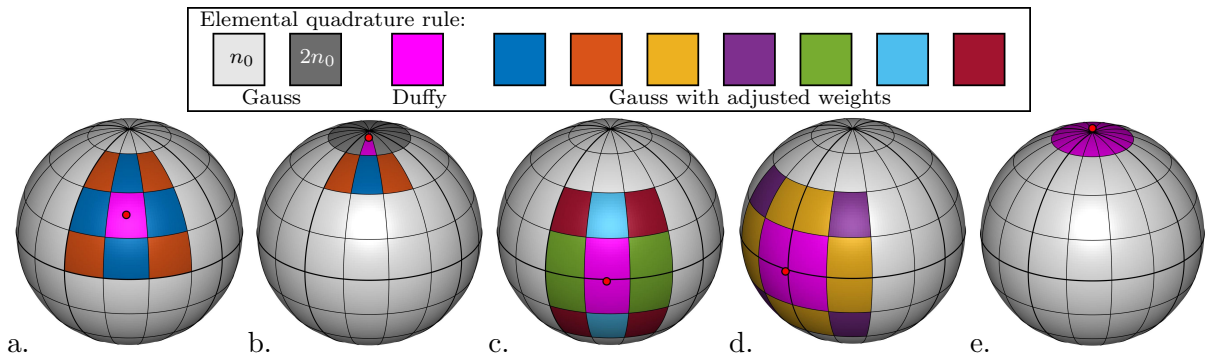 Elemental quadrature rule:
n₀ 2n₀
Gauss Duffy Gauss with adjusted weights
a. b. c. d. e.